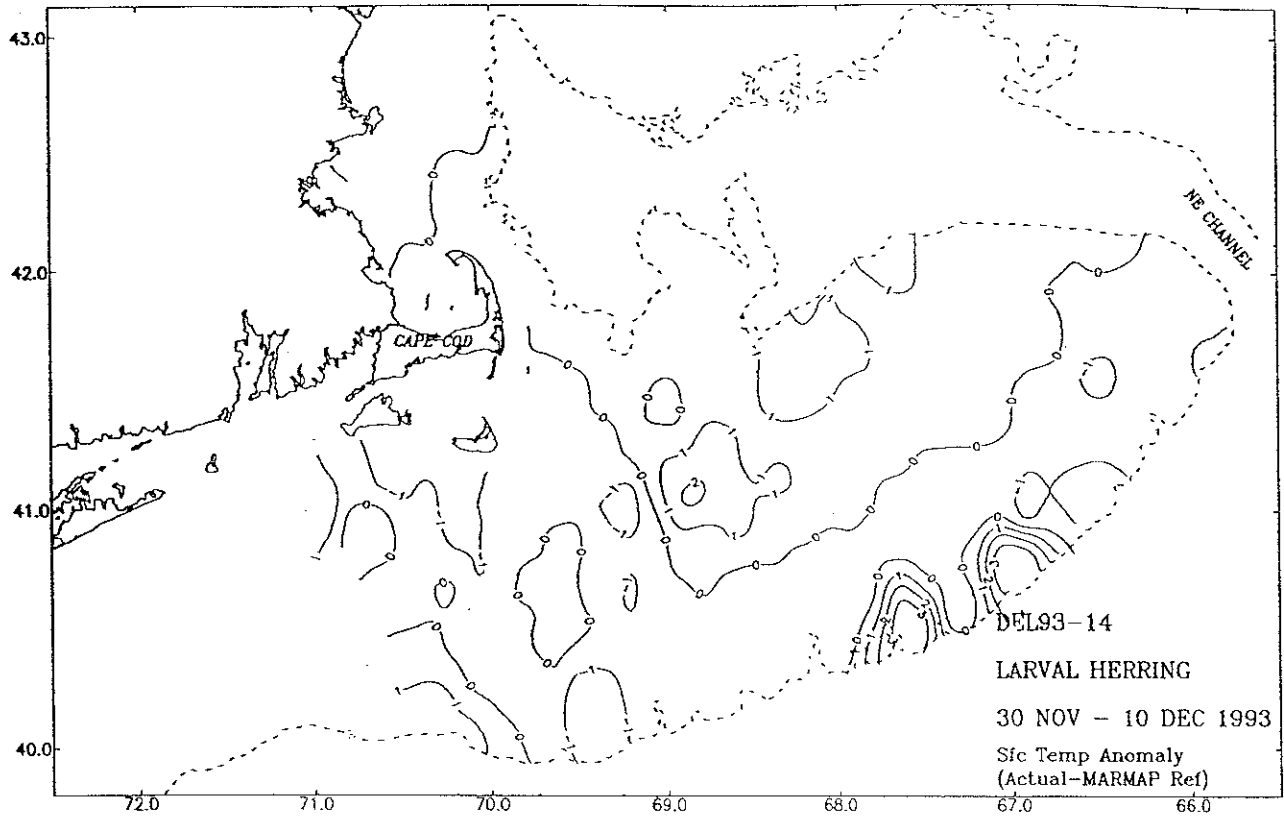 43.0
42.0
41.0
40.0
72.0
71.0
70.0
69.0
68.0
67.0
66.0
NE CHANNEL
CAPE COD
DEL93-14
LARVAL HERRING
30 NOV - 10 DEC 1993
Sfc Temp Anomaly
(Actual-MARMAP Ref)